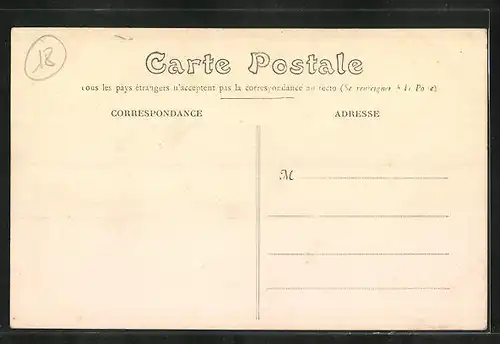 18
Carte Postale
Tous les pays étrangers n'acceptent pas la correspondance au recto (Se renseigner à la Poste)
CORRESPONDANCE ADRESSE
M